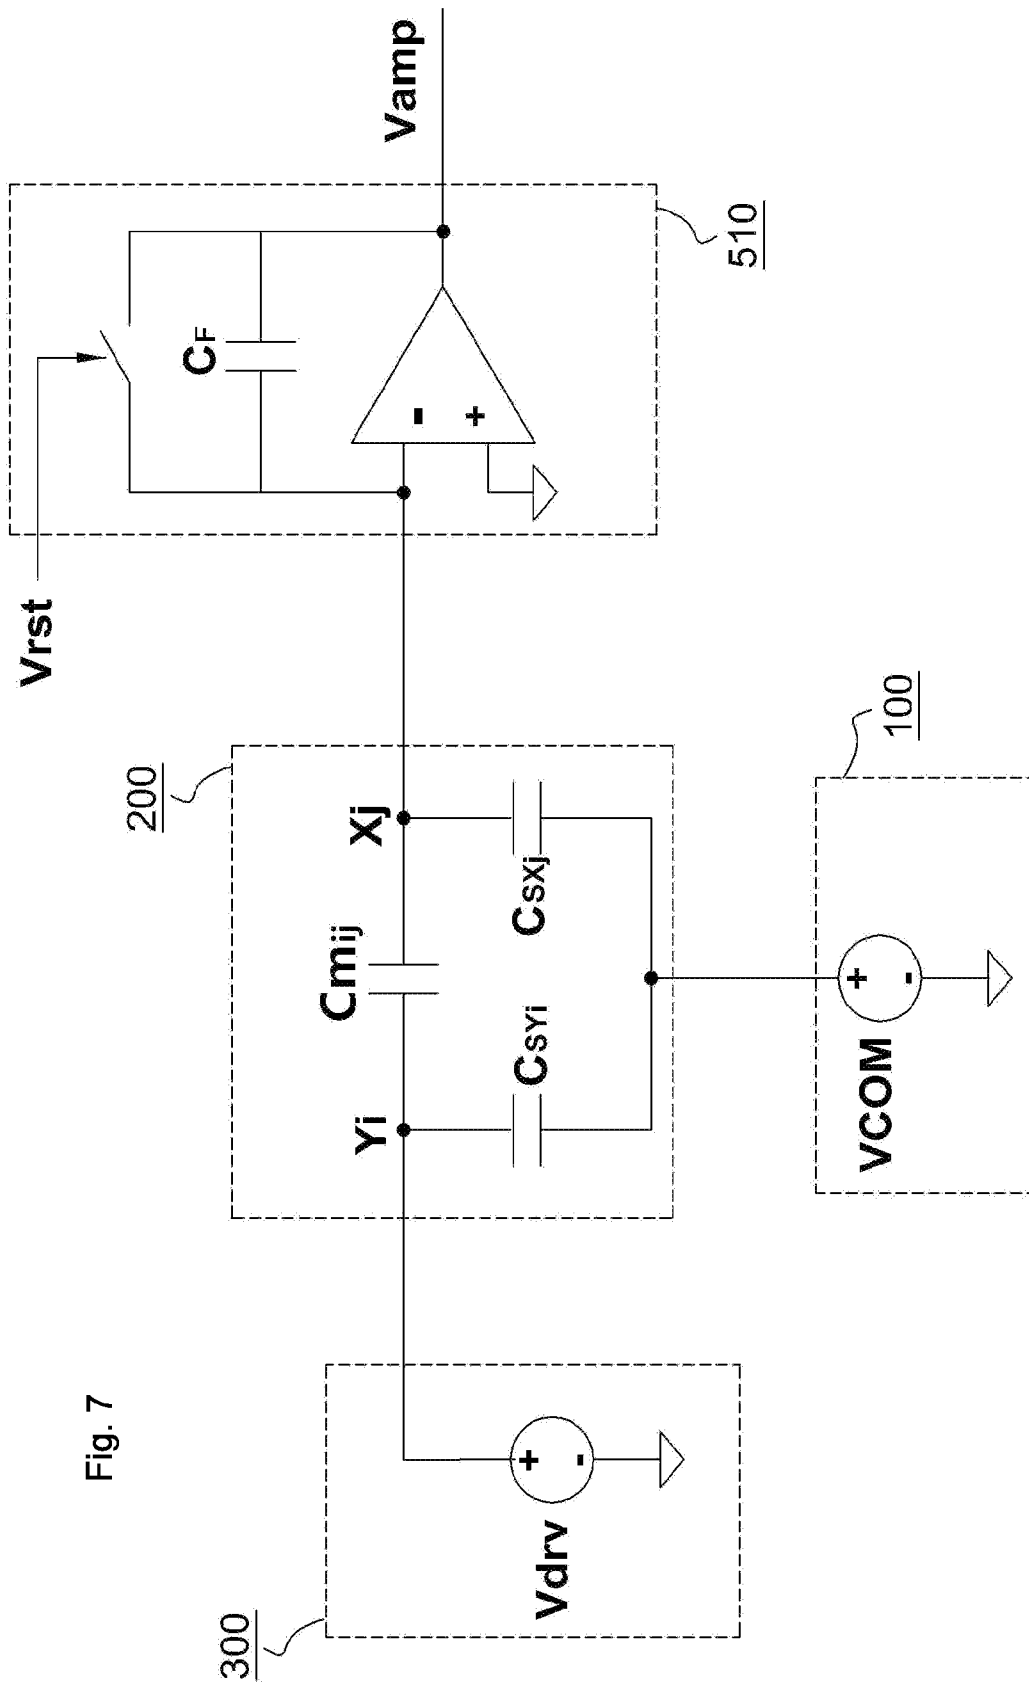 Fig. 7
300
Vdrv
+
-
200
Yi
Cmij
Xj
CSYi
CSXj
100
VCOM
+
-
Vrst
CF
-
+
510
Vamp